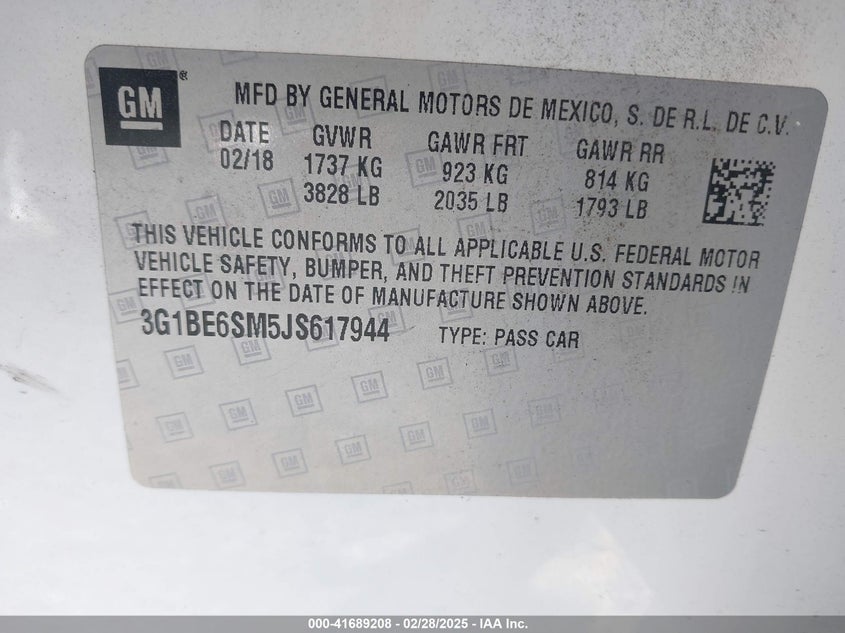 GM®
MFD BY GENERAL MOTORS DE MEXICO, S. DE R.L. DE C.V.
DATE GVWR GAWR FRT GAWR RR
02/18 1737 KG 923 KG 814 KG
3828 LB 2035 LB 1793 LB
THIS VEHICLE CONFORMS TO ALL APPLICABLE U.S. FEDERAL MOTOR
VEHICLE SAFETY, BUMPER, AND THEFT PREVENTION STANDARDS IN
EFFECT ON THE DATE OF MANUFACTURE SHOWN ABOVE.
3G1BE6SM5JS617944 TYPE: PASS CAR
000-41689208 - 02/28/2025 - IAA Inc.